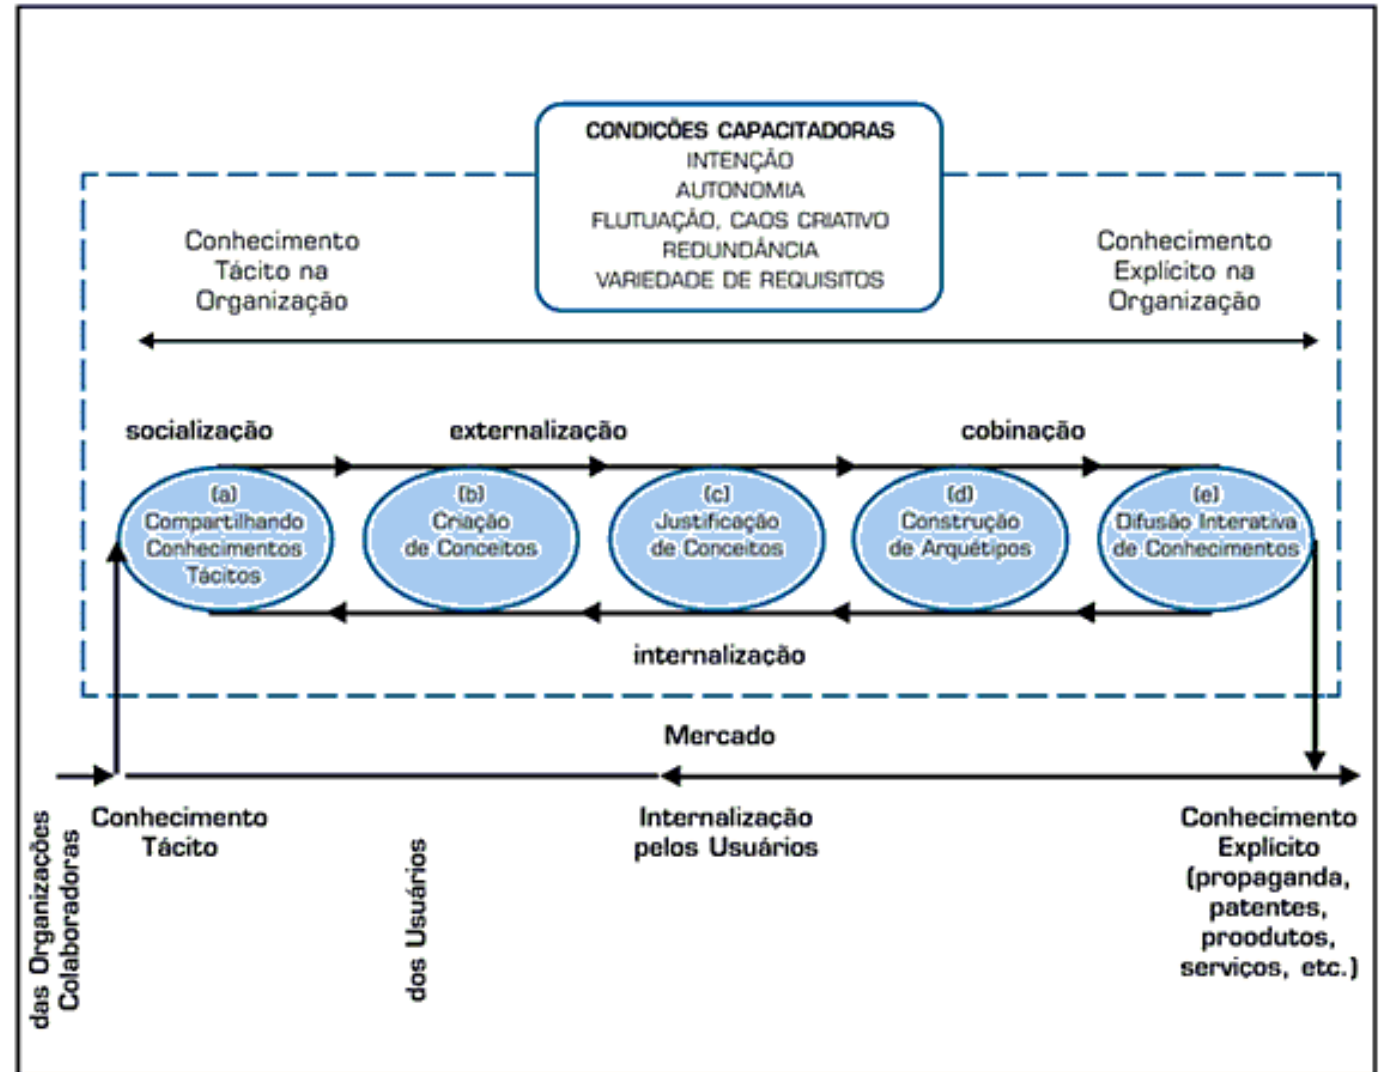 CONDIÇÕES CAPACITADORAS
INTENÇÃO
AUTONOMIA
FLUTUAÇÃO, CAOS CRIATIVO
REDUNDÂNCIA
VARIEDADE DE REQUISITOS
Conhecimento
Tácito na
Organização
Conhecimento
Explícito na
Organização
socialização
externalização
cobinação
(a)
Compartilhando
Conhecimentos
Tácitos
(b)
Criação
de Conceitos
(c)
Justificação
de Conceitos
(d)
Construção
de Arquétipos
(e)
Difusão Interativa
de Conhecimentos
internalização
Mercado
das Organizações
Colaboradoras
Conhecimento
Tácito
dos Usuários
Internalização
pelos Usuários
Conhecimento
Explícito
(propaganda,
patentes,
proodutos,
serviços, etc.)